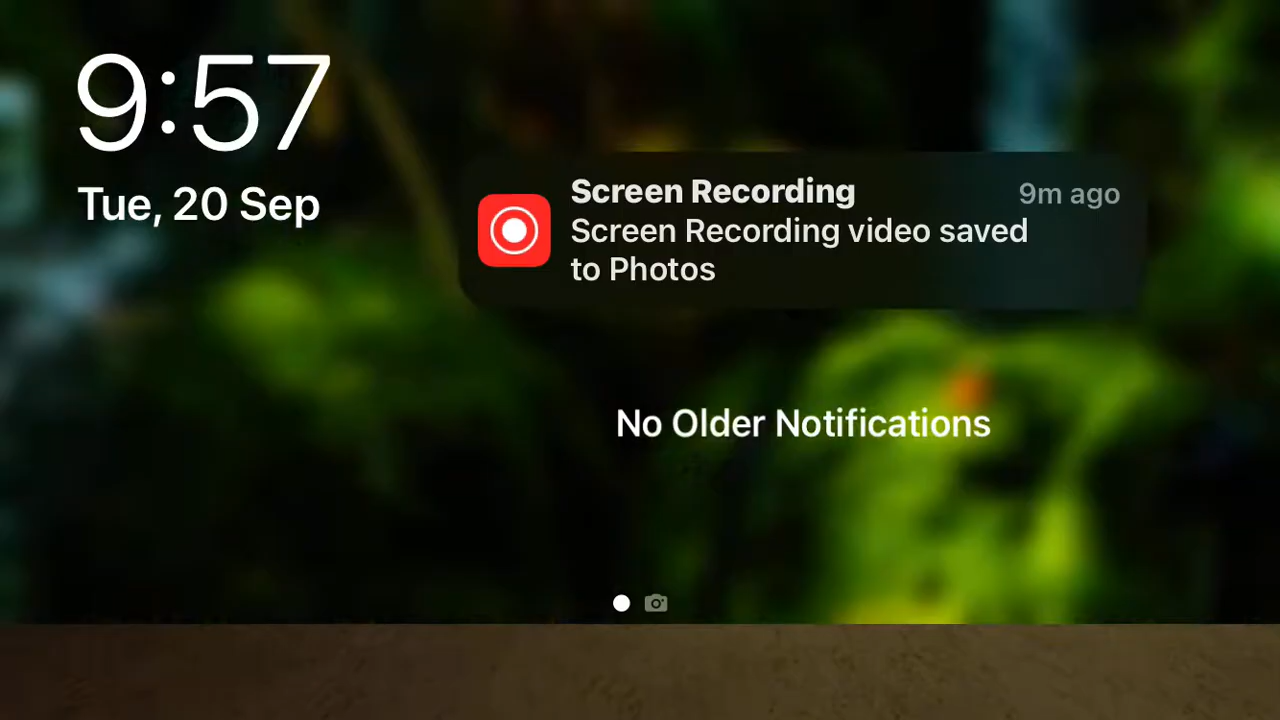 9:57
Tue, 20 Sep
Screen Recording
9m ago
Screen Recording video saved
to Photos
No Older Notifications